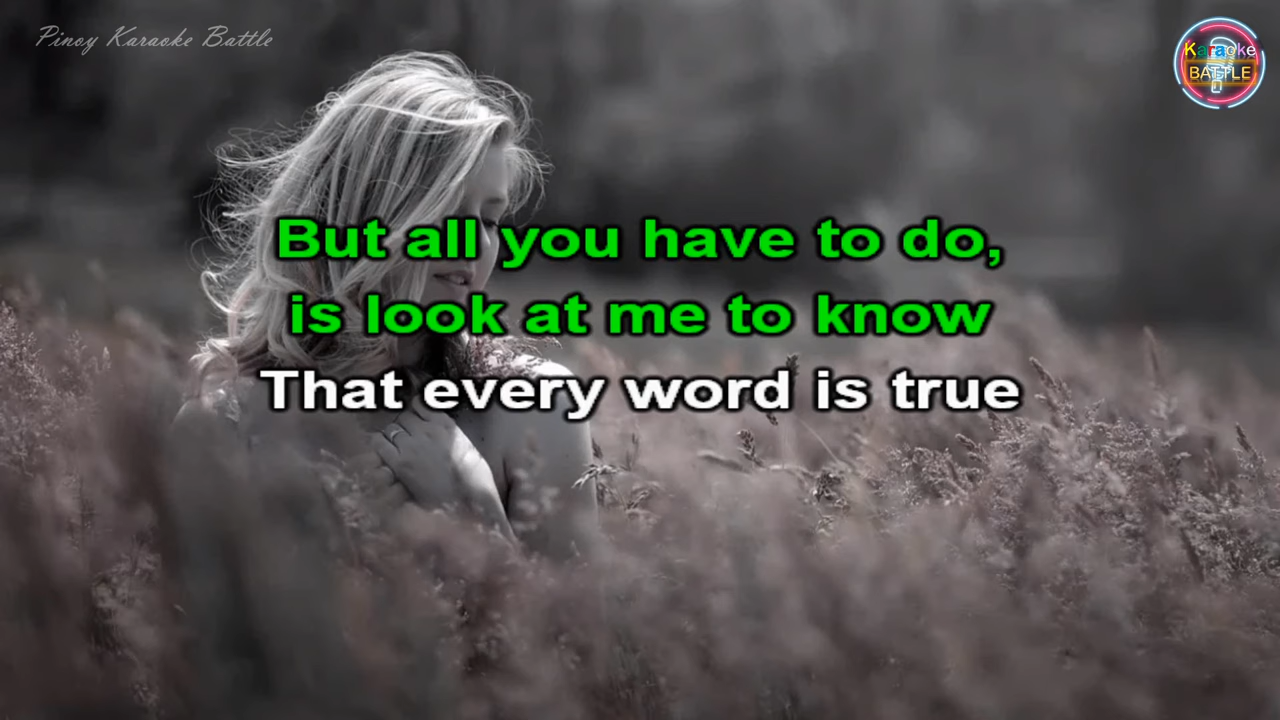 Pinoy Karaoke Battle
Karaoke
BATTLE
But all you have to do,
is look at me to know
That every word is true